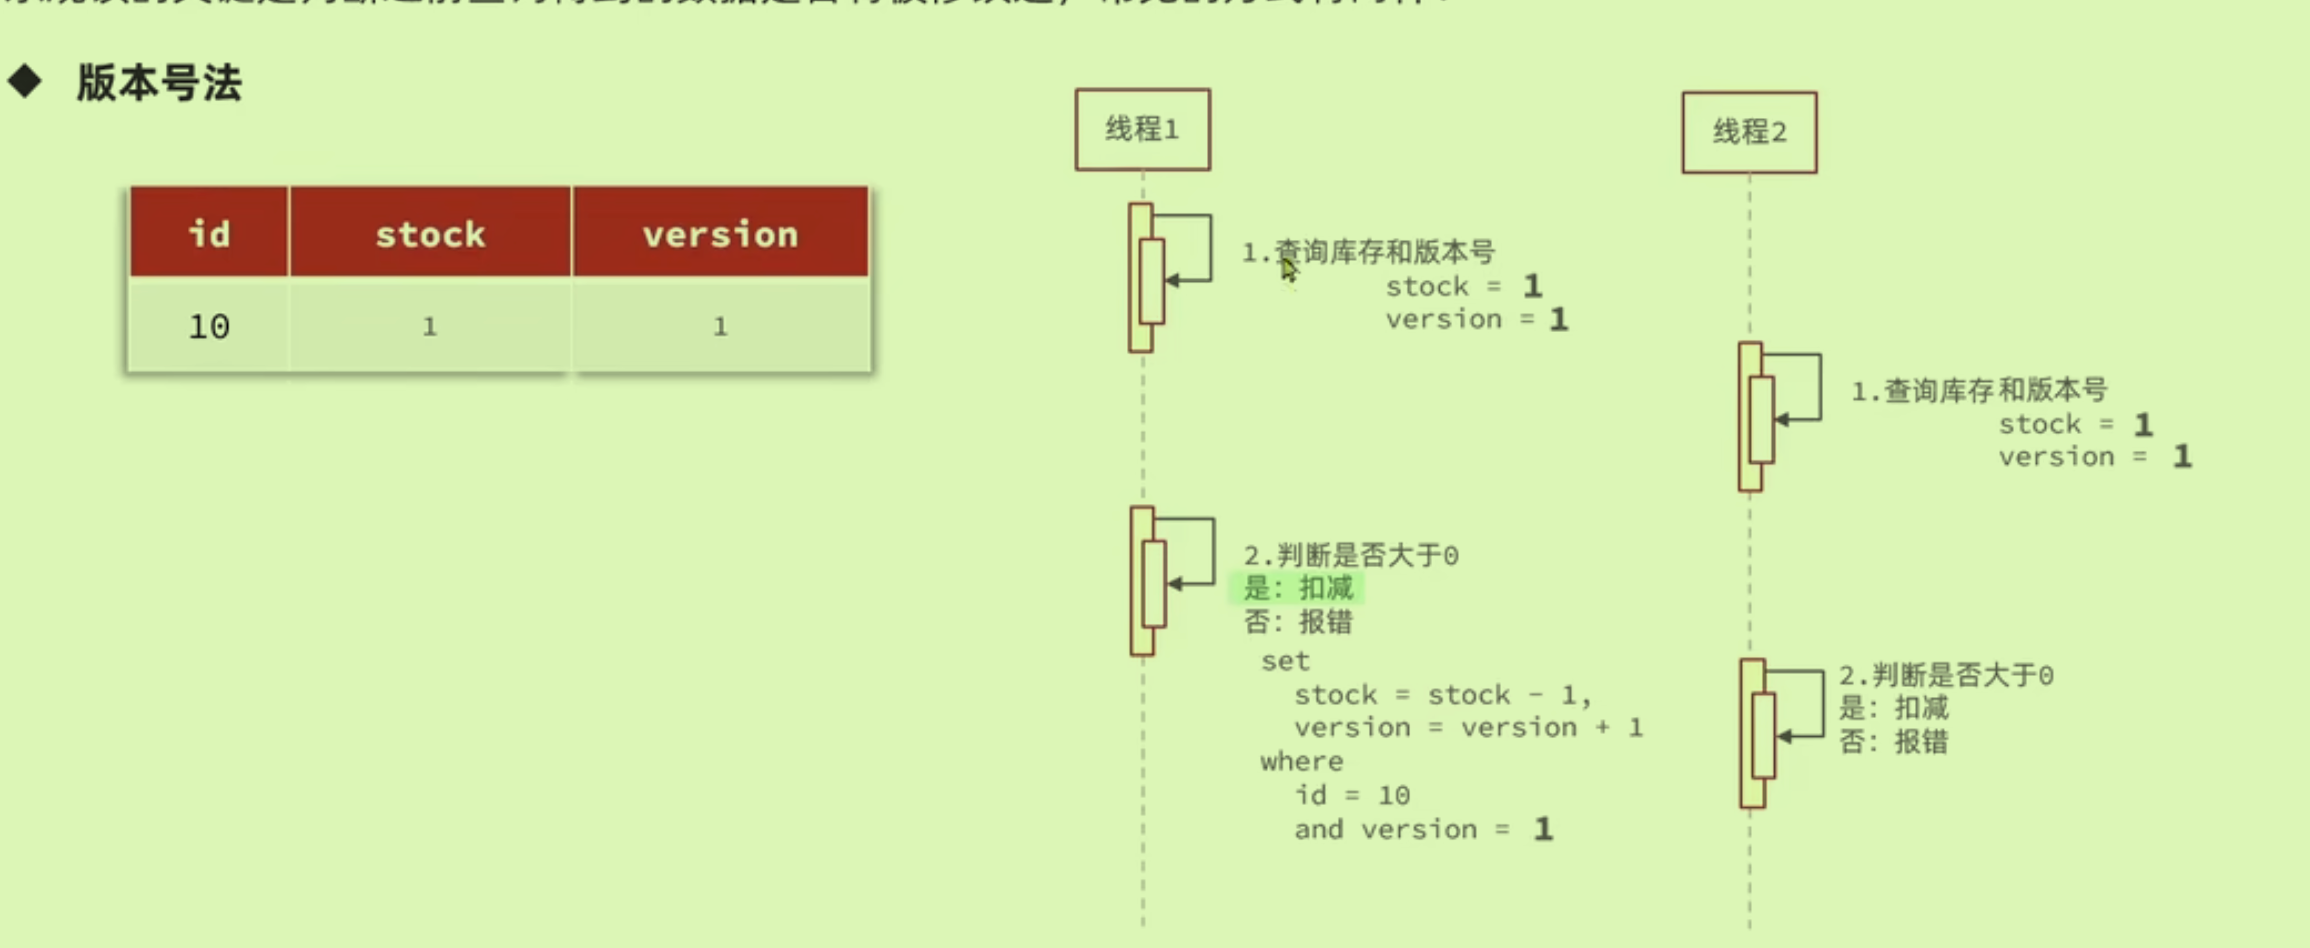 ◆ 版本号法
id stock version
10 1 1
线程1
1.查询库存和版本号
stock = 1
version = 1
2.判断是否大于0
是: 扣减
否: 报错
set
stock = stock - 1,
version = version + 1
where
id = 10
and version = 1
线程2
1.查询库存和版本号
stock = 1
version = 1
2.判断是否大于0
是: 扣减
否: 报错